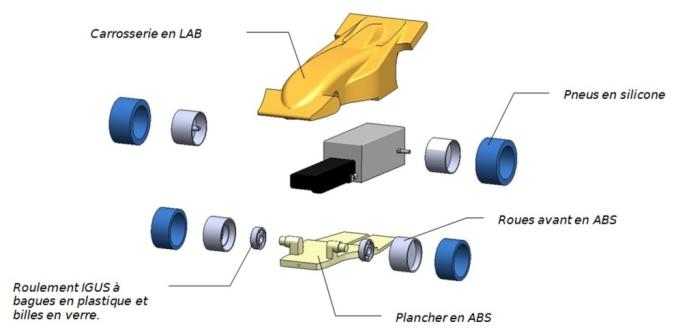 Carrosserie en LAB
Pneus en silicone
Roues avant en ABS
Roulement IGUS à
bagues en plastique et
billes en verre.
Plancher en ABS